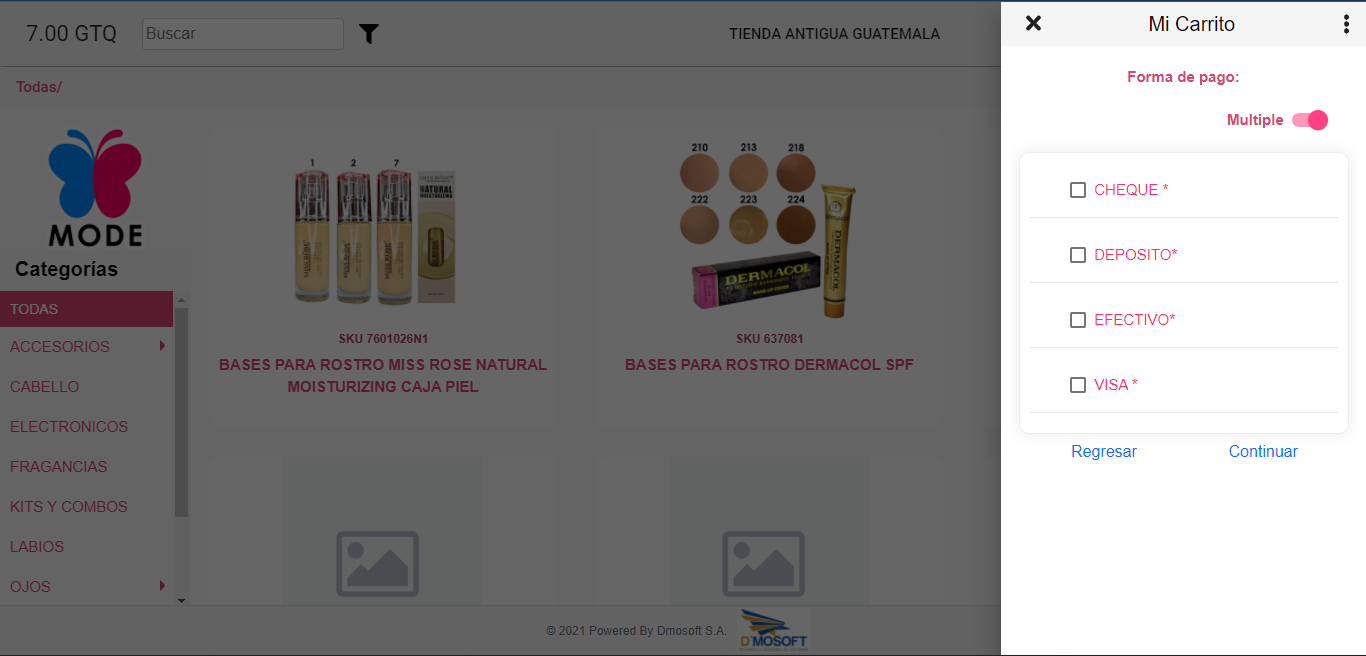 7.00 GTQ
Buscar
TIENDA ANTIGUA GUATEMALA
Todas/
MODE
Categorías
TODAS
ACCESORIOS
CABELLO
ELECTRONICOS
FRAGANCIAS
KITS Y COMBOS
LABIOS
OJOS
1 2 7
NATURAL
SKU 7601026N1
BASES PARA ROSTRO MISS ROSE NATURAL
MOISTURIZING CAJA PIEL
210 213 218
222 223 224
DERMACOL
DERMACOL
SKU 637081
BASES PARA ROSTRO DERMACOL SPF
© 2021 Powered By Dmosoft S.A.
D'MOSOFT
Mi Carrito
Forma de pago:
Multiple
CHEQUE *
DEPOSITO*
EFECTIVO*
VISA *
Regresar
Continuar